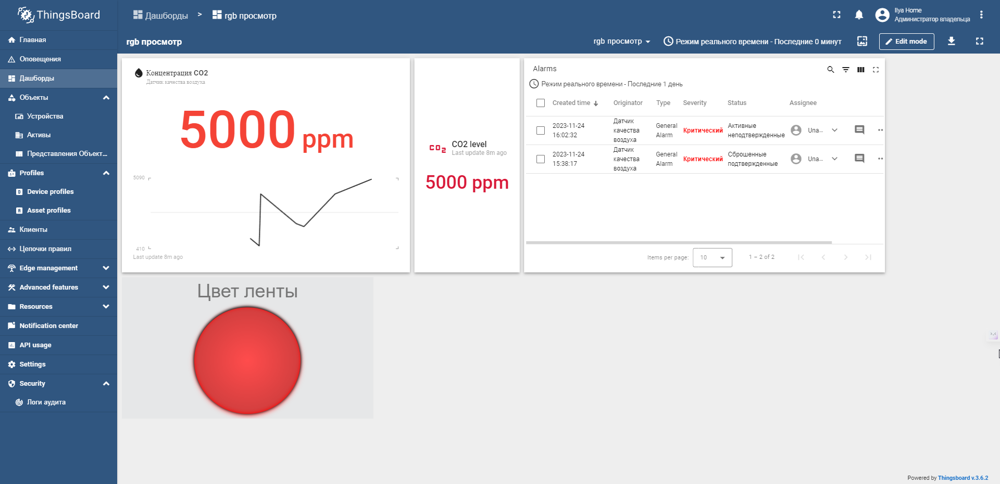 ThingsBoard
Дашборды > rgb просмотр
Ilya Home
Администратор владельца
Главная
Оповещения
Дашборды
Объекты
Устройства
Активы
Представления Объект...
Profiles
Device profiles
Asset profiles
Клиенты
Цепочки правил
Edge management
Advanced features
Resources
Notification center
API usage
Settings
Security
Логи аудита
rgb просмотр
rgb просмотр
Режим реального времени - Последние 0 минут
Edit mode
Концентрация CO2
Датчик качества воздуха
5000 ppm
5090
410
Last update 8m ago
CO2
CO2 level
Last update 8m ago
5000 ppm
Alarms
Режим реального времени - Последние 1 день
Created time Originator Type Severity Status Assignee
2023-11-24 16:02:32 Датчик качества воздуха General Alarm Критический Активные неподтвержденные Una...
2023-11-24 15:38:17 Датчик качества воздуха General Alarm Критический Сброшенные подтвержденные Una...
Items per page: 10 1 – 2 of 2
Цвет ленты
Powered by Thingsboard v.3.6.2